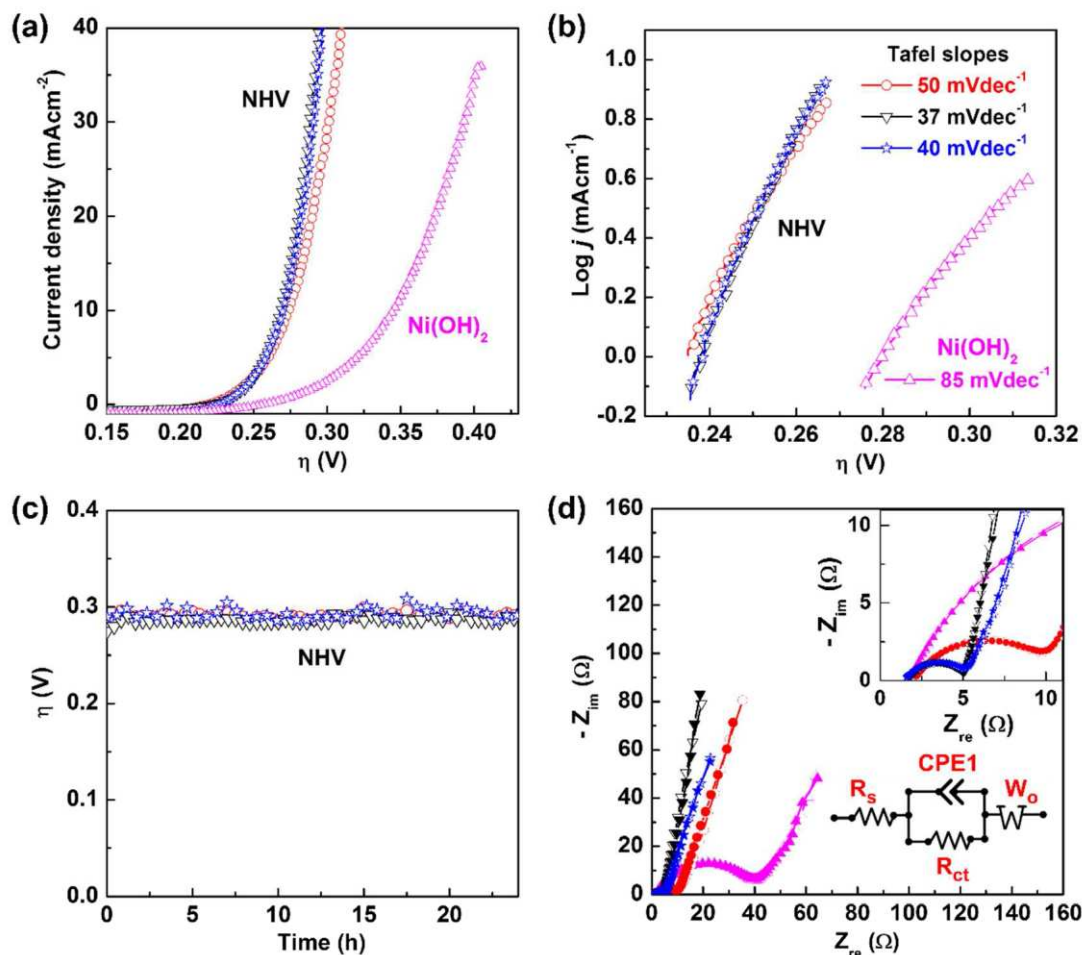 (a)
40
30
20
10
0
Current density (mAcm-2)
NHV
Ni(OH)2
0.15 0.20 0.25 0.30 0.35 0.40
η (V)
(b)
1.0
0.8
0.6
0.4
0.2
0.0
-0.2
Log j (mAcm-1)
Tafel slopes
50 mVdec-1
37 mVdec-1
40 mVdec-1
NHV
Ni(OH)2
85 mVdec-1
0.24 0.26 0.28 0.30 0.32
η (V)
(c)
0.4
0.3
0.2
0.1
0.0
η (V)
NHV
0 5 10 15 20
Time (h)
(d)
160
140
120
100
80
60
40
20
0
- Zim (Ω)
10
5
0
- Zim (Ω)
0 5 10
Zre (Ω)
CPE1
Rs
Wo
Rct
0 20 40 60 80 100 120 140 160
Zre (Ω)